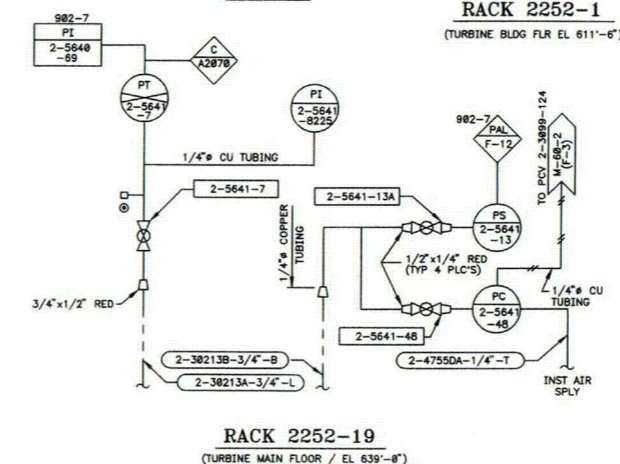 RACK 2252-1
(TURBINE BLDG FLR EL 611'-6")
902-7
PI
2-5640
-69
C
A2070
PT
2-5641
-7
PI
2-5641
-8225
1/4"ø CU TUBING
2-5641-7
3/4"x1/2" RED
2-30213B-3/4"-B
2-30213A-3/4"-L
1/4"ø COPPER
TUBING
2-5641-13A
1/2"x1/4" RED
(TYP 4 PLC'S)
2-5641-48
902-7
PAL
F-12
PS
2-5641
-13
PC
2-5641
-48
TO PCV 2-3099-124
M-60-2
(F-3)
1/4"ø CU
TUBING
2-4755DA-1/4"-T
INST AIR
SPLY
RACK 2252-19
(TURBINE MAIN FLOOR / EL 639'-0")